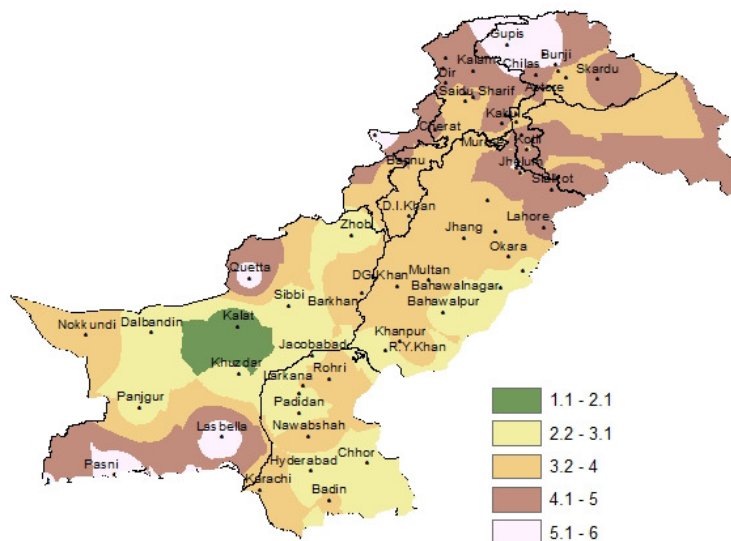 Gupis
Bunji
Kalam
Chilas
Skardu
Dir
Astore
Saidu Sharif
Kakul
Cherat
Murree
Kotli
Bannu
Jhelum
Sialkot
D.I.Khan
Lahore
Zhob
Jhang
Okara
Quetta
DG.Khan
Multan
Sibbi
Barkhan
Bahawalnagar
Bahawalpur
Nokkundi
Dalbandin
Kalat
Khanpur
R.Y.Khan
Jacobabad
Khuzdar
Larkana
Rohri
Panjgur
Padidan
Lasbella
Nawabshah
Pasni
Hyderabad
Chhor
Karachi
Badin
1.1 - 2.1
2.2 - 3.1
3.2 - 4
4.1 - 5
5.1 - 6